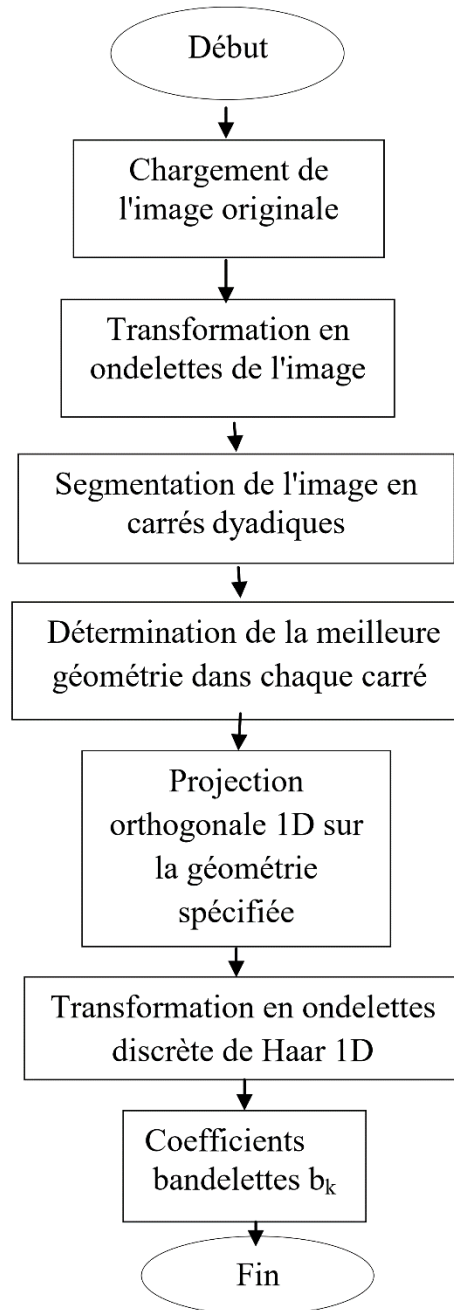 Début
Chargement de
l'image originale
Transformation en
ondelettes de l'image
Segmentation de l'image en
carrés dyadiques
Détermination de la meilleure
géométrie dans chaque carré
Projection
orthogonale 1D sur
la géométrie
spécifiée
Transformation en ondelettes
discrète de Haar 1D
Coefficients
bandelettes bₖ
Fin